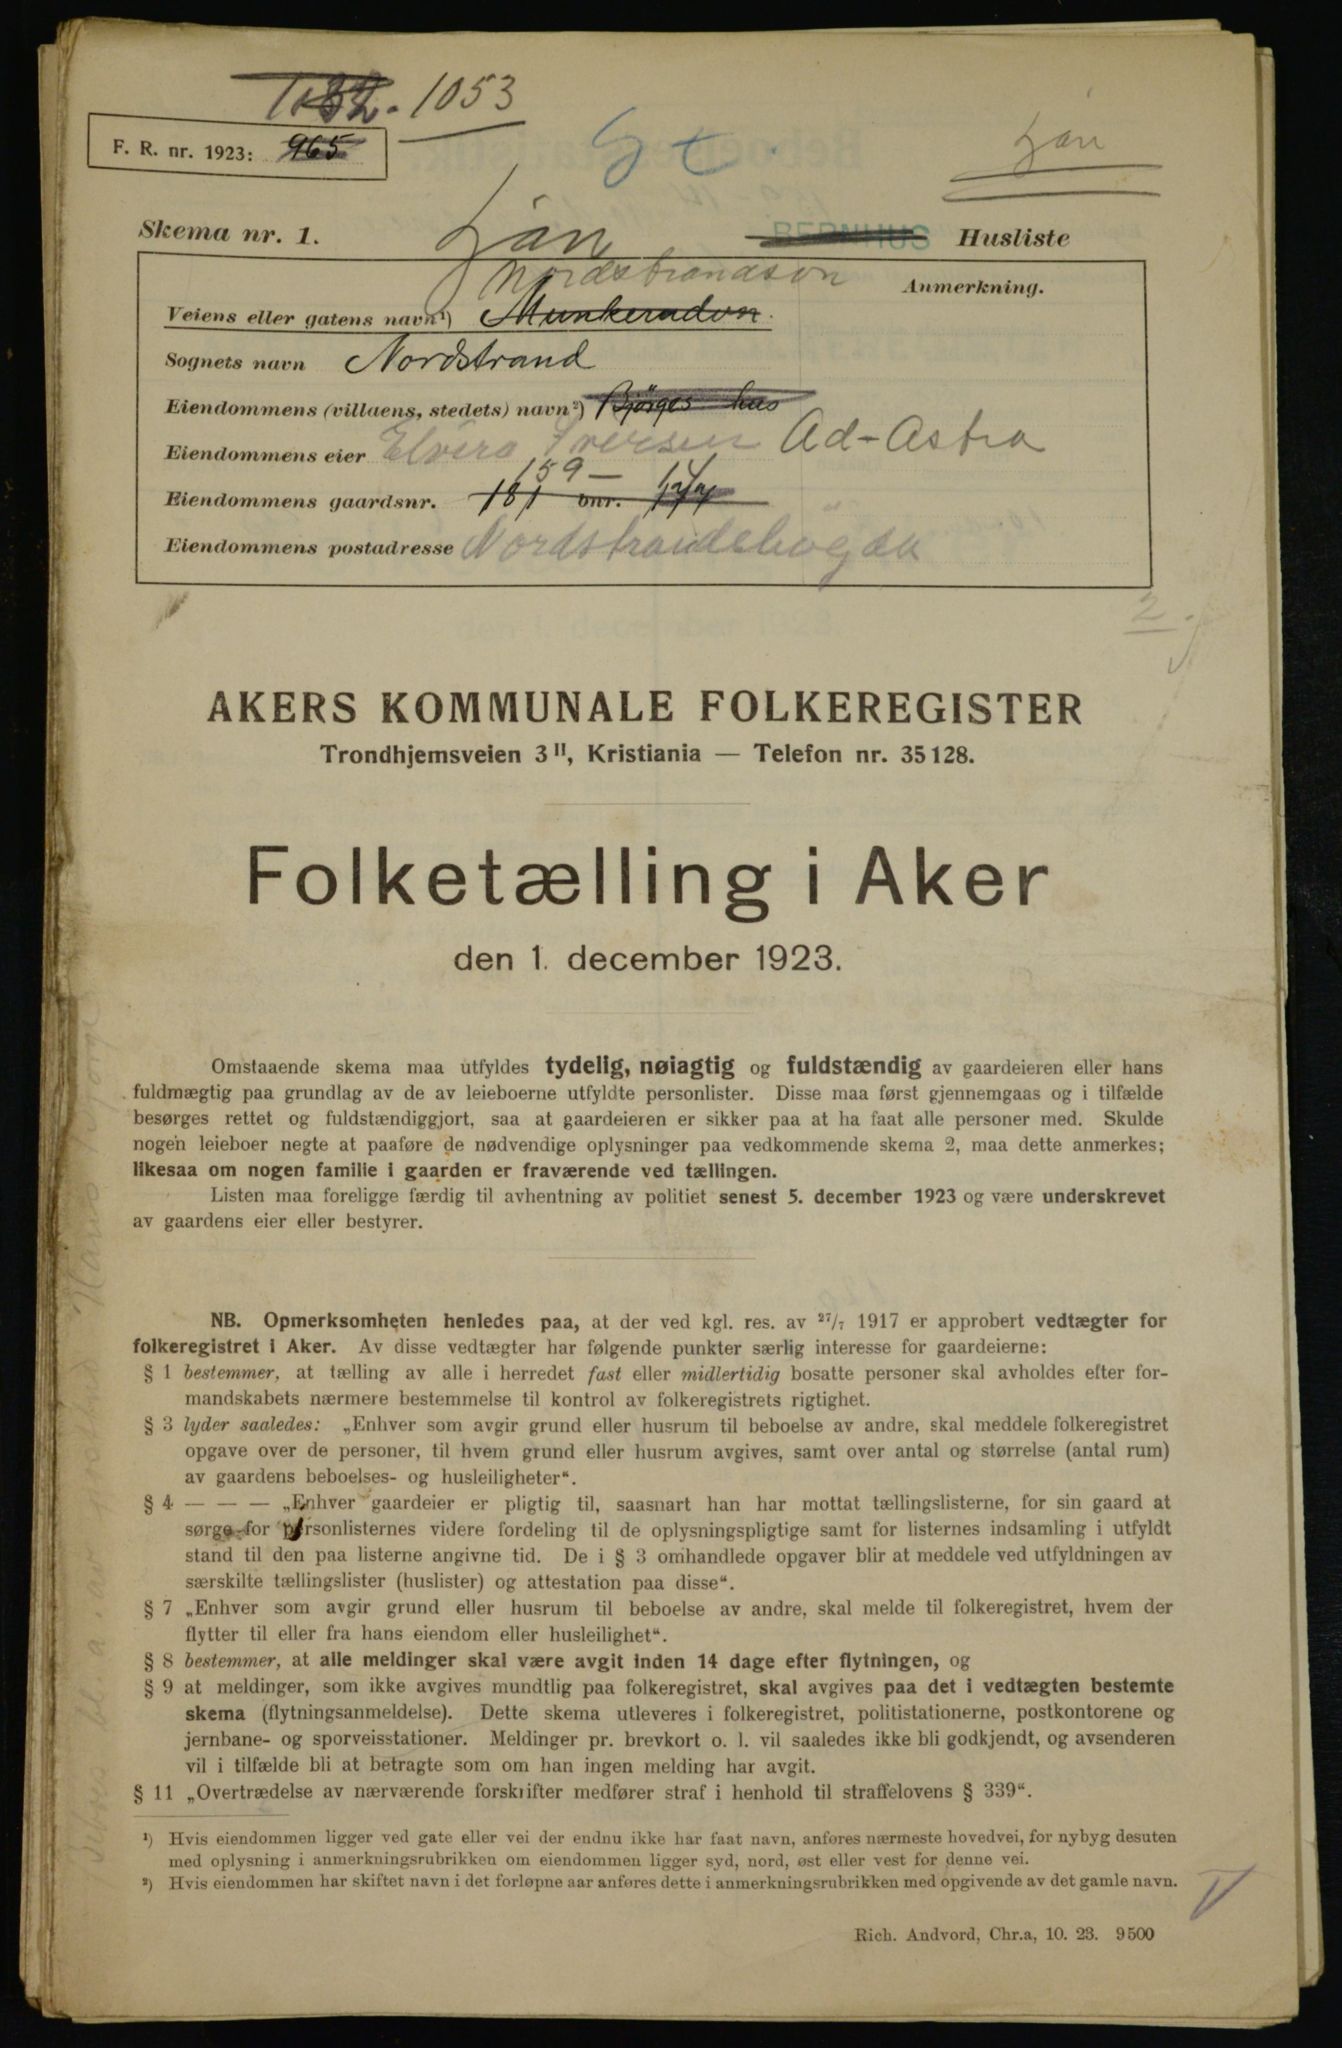 1053
F. R. nr. 1923: 965
Ljan
Skema nr. 1.
Ljan
BERNHUS Husliste
Nordstrandsvn
Anmerkning.
Veiens eller gatens navn¹) Munkerudvn.
Sognets navn Nordstrand
Eiendommens (villaens, stedets) navn²) Bjørges hus
Eiendommens eier Elvira Iversen Ad-Astra
159 –
Eiendommens gaardsnr. 181 bnr.
Eiendommens postadresse Nordstrandshøgda
2
AKERS KOMMUNALE FOLKEREGISTER
Trondhjemsveien 3 II, Kristiania — Telefon nr. 35128.
Folketælling i Aker
den 1. december 1923.
Omstaaende skema maa utfyldes tydelig, nøiagtig og fuldstændig av gaardeieren eller hans
fuldmægtig paa grundlag av de av leieboerne utfyldte personlister. Disse maa først gjennemgaas og i tilfælde
besørges rettet og fuldstændiggjort, saa at gaardeieren er sikker paa at ha faat alle personer med. Skulde
nogen leieboer negte at paaføre de nødvendige oplysninger paa vedkommende skema 2, maa dette anmerkes;
likesaa om nogen familie i gaarden er fraværende ved tællingen.
Listen maa foreligge færdig til avhentning av politiet senest 5. december 1923 og være underskrevet
av gaardens eier eller bestyrer.
NB. Opmerksomheten henledes paa, at der ved kgl. res. av 27/7 1917 er approbert vedtægter for
folkeregistret i Aker. Av disse vedtægter har følgende punkter særlig interesse for gaardeierne:
§ 1 bestemmer, at tælling av alle i herredet fast eller midlertidig bosatte personer skal avholdes efter for-
mandskabets nærmere bestemmelse til kontrol av folkeregistrets rigtighet.
§ 3 lyder saaledes: „Enhver som avgir grund eller husrum til beboelse av andre, skal meddele folkeregistret
opgave over de personer, til hvem grund eller husrum avgives, samt over antal og størrelse (antal rum)
av gaardens beboelses- og husleiligheter“.
§ 4 — — — „Enhver gaardeier er pligtig til, saasnart han har mottat tællingslisterne, for sin gaard at
sørge for personlisternes videre fordeling til de oplysningspligtige samt for listernes indsamling i utfyldt
stand til den paa listerne angivne tid. De i § 3 omhandlede opgaver blir at meddele ved utfyldningen av
særskilte tællingslister (huslister) og attestation paa disse“.
§ 7 „Enhver som avgir grund eller husrum til beboelse av andre, skal melde til folkeregistret, hvem der
flytter til eller fra hans eiendom eller husleilighet“.
§ 8 bestemmer, at alle meldinger skal være avgit inden 14 dage efter flytningen, og
§ 9 at meldinger, som ikke avgives mundtlig paa folkeregistret, skal avgives paa det i vedtægten bestemte
skema (flytningsanmeldelse). Dette skema utleveres i folkeregistret, politistationerne, postkontorene og
jernbane- og sporveisstationer. Meldinger pr. brevkort o. l. vil saaledes ikke bli godkjendt, og avsenderen
vil i tilfælde bli at betragte som om han ingen melding har avgit.
§ 11 „Overtrædelse av nærværende forskrifter medfører straf i henhold til straffelovens § 339“.
¹) Hvis eiendommen ligger ved gate eller vei der endnu ikke har faat navn, anføres nærmeste hovedvei, for nybyg desuten
med oplysning i anmerkningsrubrikken om eiendommen ligger syd, nord, øst eller vest for denne vei.
²) Hvis eiendommen har skiftet navn i det forløpne aar anføres dette i anmerkningsrubrikken med opgivende av det gamle navn.
Rich. Andvord, Chr.a, 10. 23. 9500